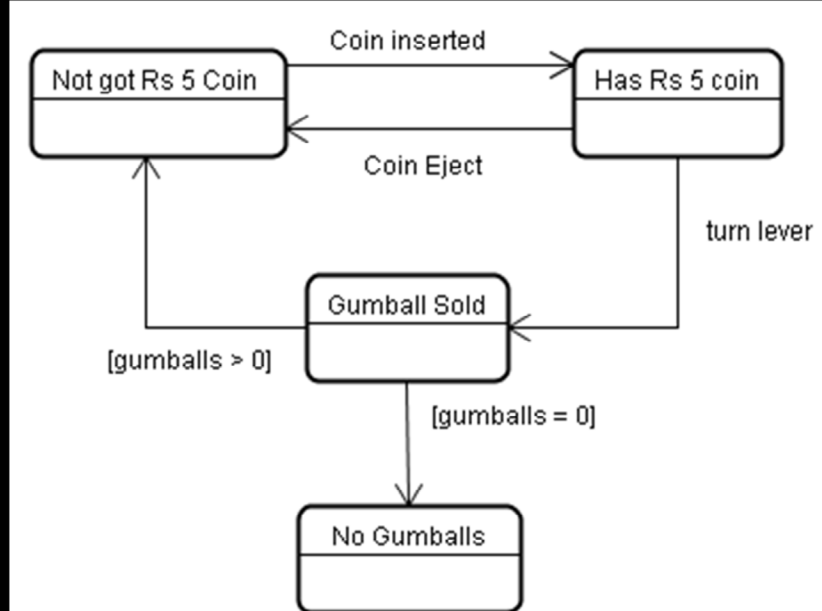 Coin inserted
Not got Rs 5 Coin
Has Rs 5 coin
Coin Eject
turn lever
Gumball Sold
[gumballs > 0]
[gumballs = 0]
No Gumballs